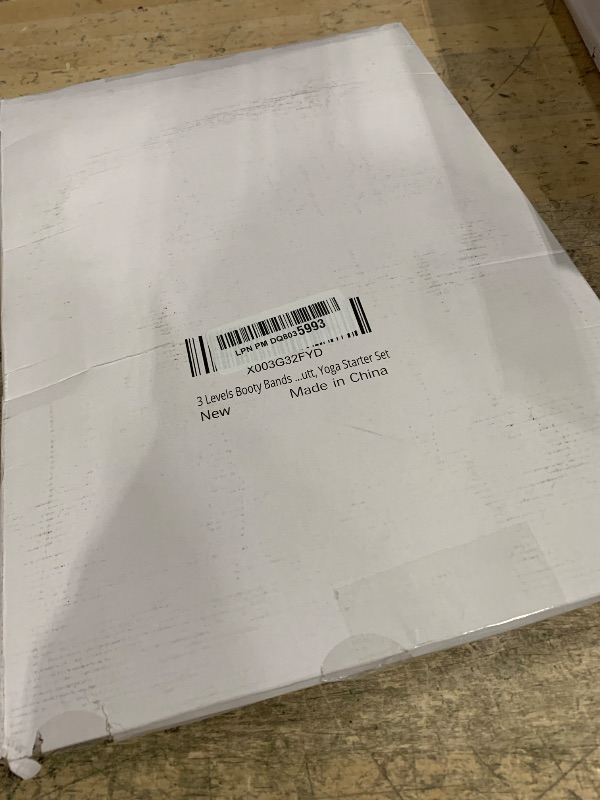 LPN PM DQ8035993
X003G32FYD
3 Levels Booty Bands ...utt, Yoga Starter Set
New
Made in China